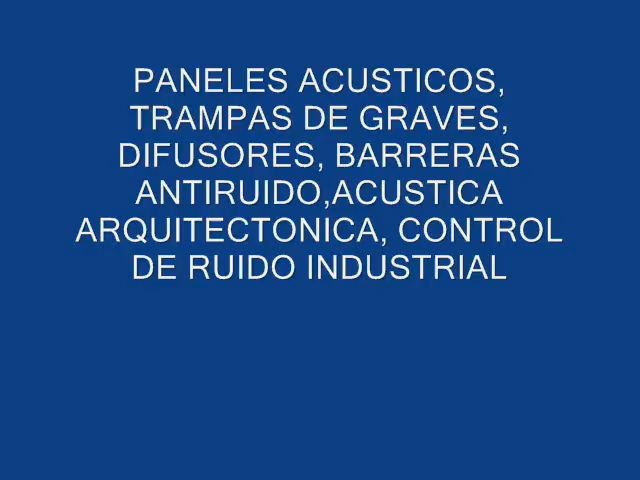 PANELES ACUSTICOS,
TRAMPAS DE GRAVES,
DIFUSORES, BARRERAS
ANTIRUIDO,ACUSTICA
ARQUITECTONICA, CONTROL
DE RUIDO INDUSTRIAL